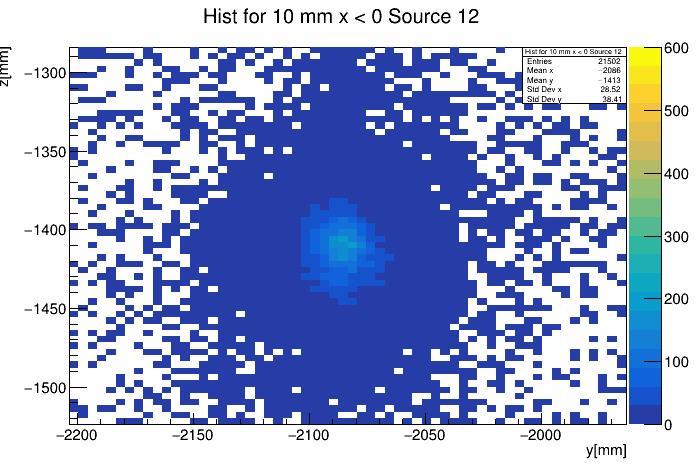 Hist for 10 mm x < 0 Source 12
z[mm]
Hist for 10 mm x < 0 Source 12
Entries 21502
Mean x −2086
Mean y −1413
Std Dev x 28.52
Std Dev y 38.41
−1300
−1350
−1400
−1450
−1500
−2200
−2150
−2100
−2050
−2000
y[mm]
600
500
400
300
200
100
0